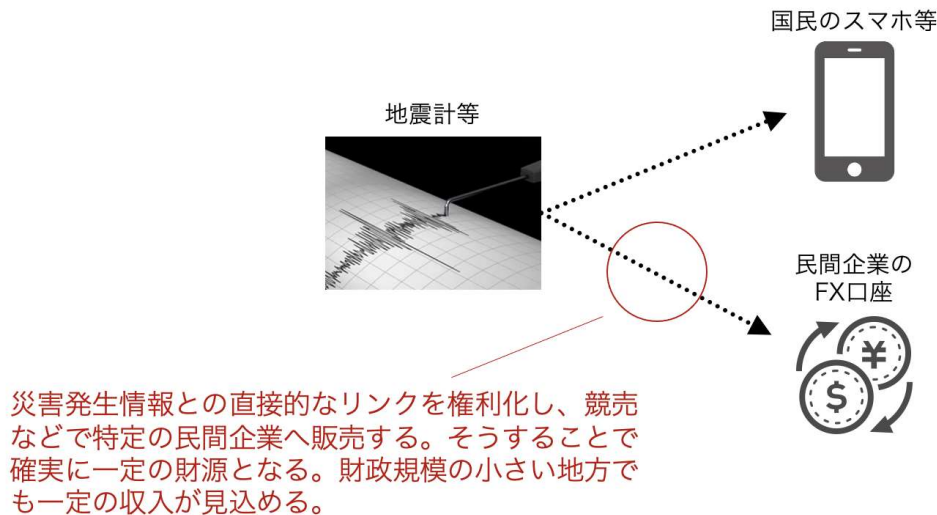 国民のスマホ等
地震計等
民間企業の
FX口座
¥
$
災害発生情報との直接的なリンクを権利化し、競売
などで特定の民間企業へ販売する。そうすることで
確実に一定の財源となる。財政規模の小さい地方で
も一定の収入が見込める。